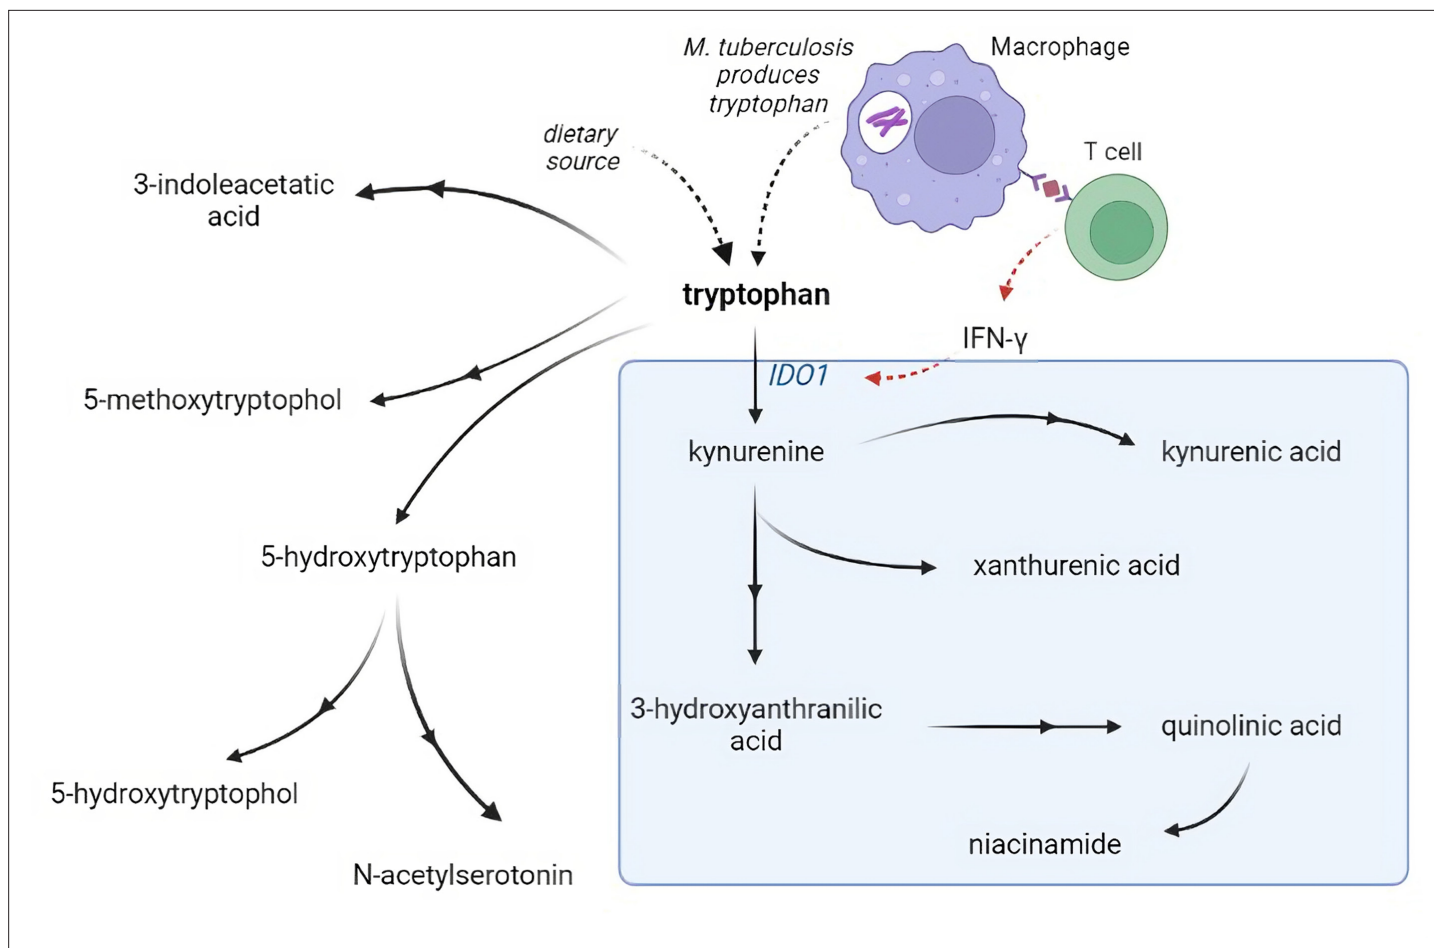 M. tuberculosis
produces
tryptophan
Macrophage
dietary
source
T cell
3-indoleacetatic
acid
tryptophan
IFN-γ
IDO1
5-methoxytryptophol
kynurenine
kynurenic acid
5-hydroxytryptophan
xanthurenic acid
3-hydroxyanthranilic
acid
quinolinic acid
5-hydroxytryptophol
niacinamide
N-acetylserotonin